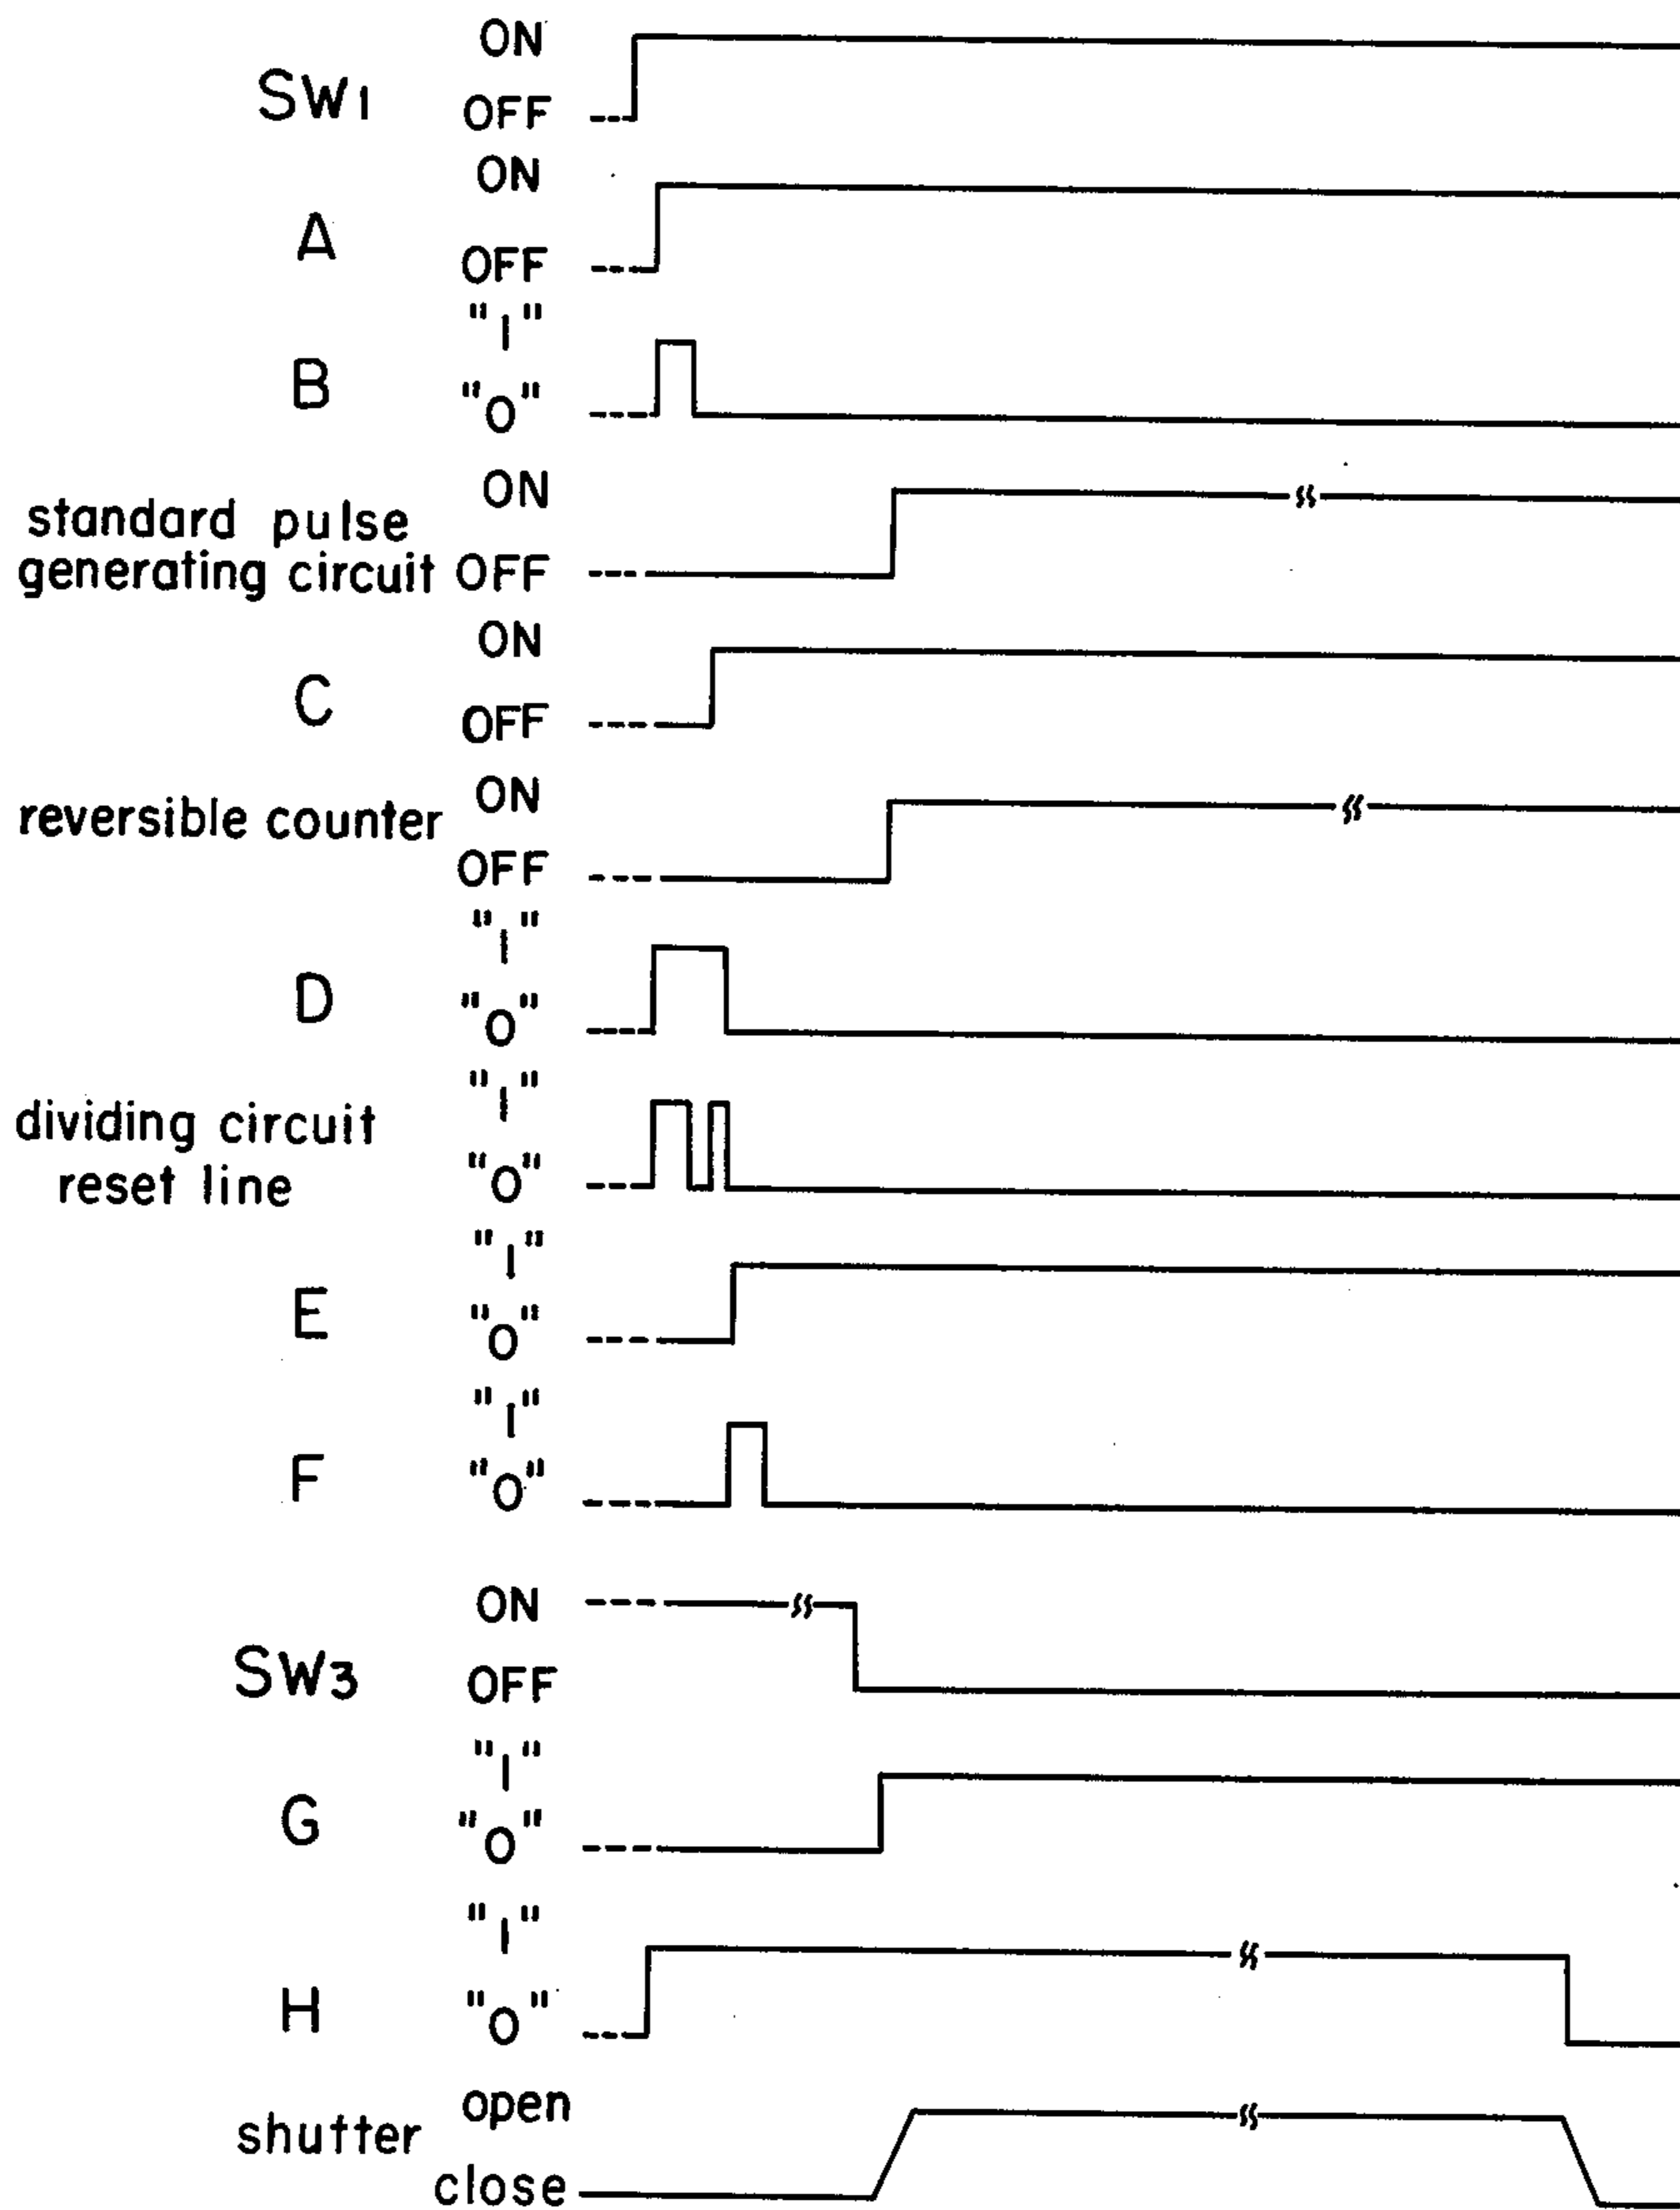 ON
SW1
OFF
ON
A
OFF
"1"
B
"0"
ON
standard pulse
generating circuit OFF
ON
C
OFF
ON
reversible counter
OFF
"1"
D
"0"
"1"
dividing circuit
reset line
"0"
"1"
E
"0"
"1"
F
"0"
ON
SW3
OFF
"1"
G
"0"
"1"
H
"0"
open
shutter
close